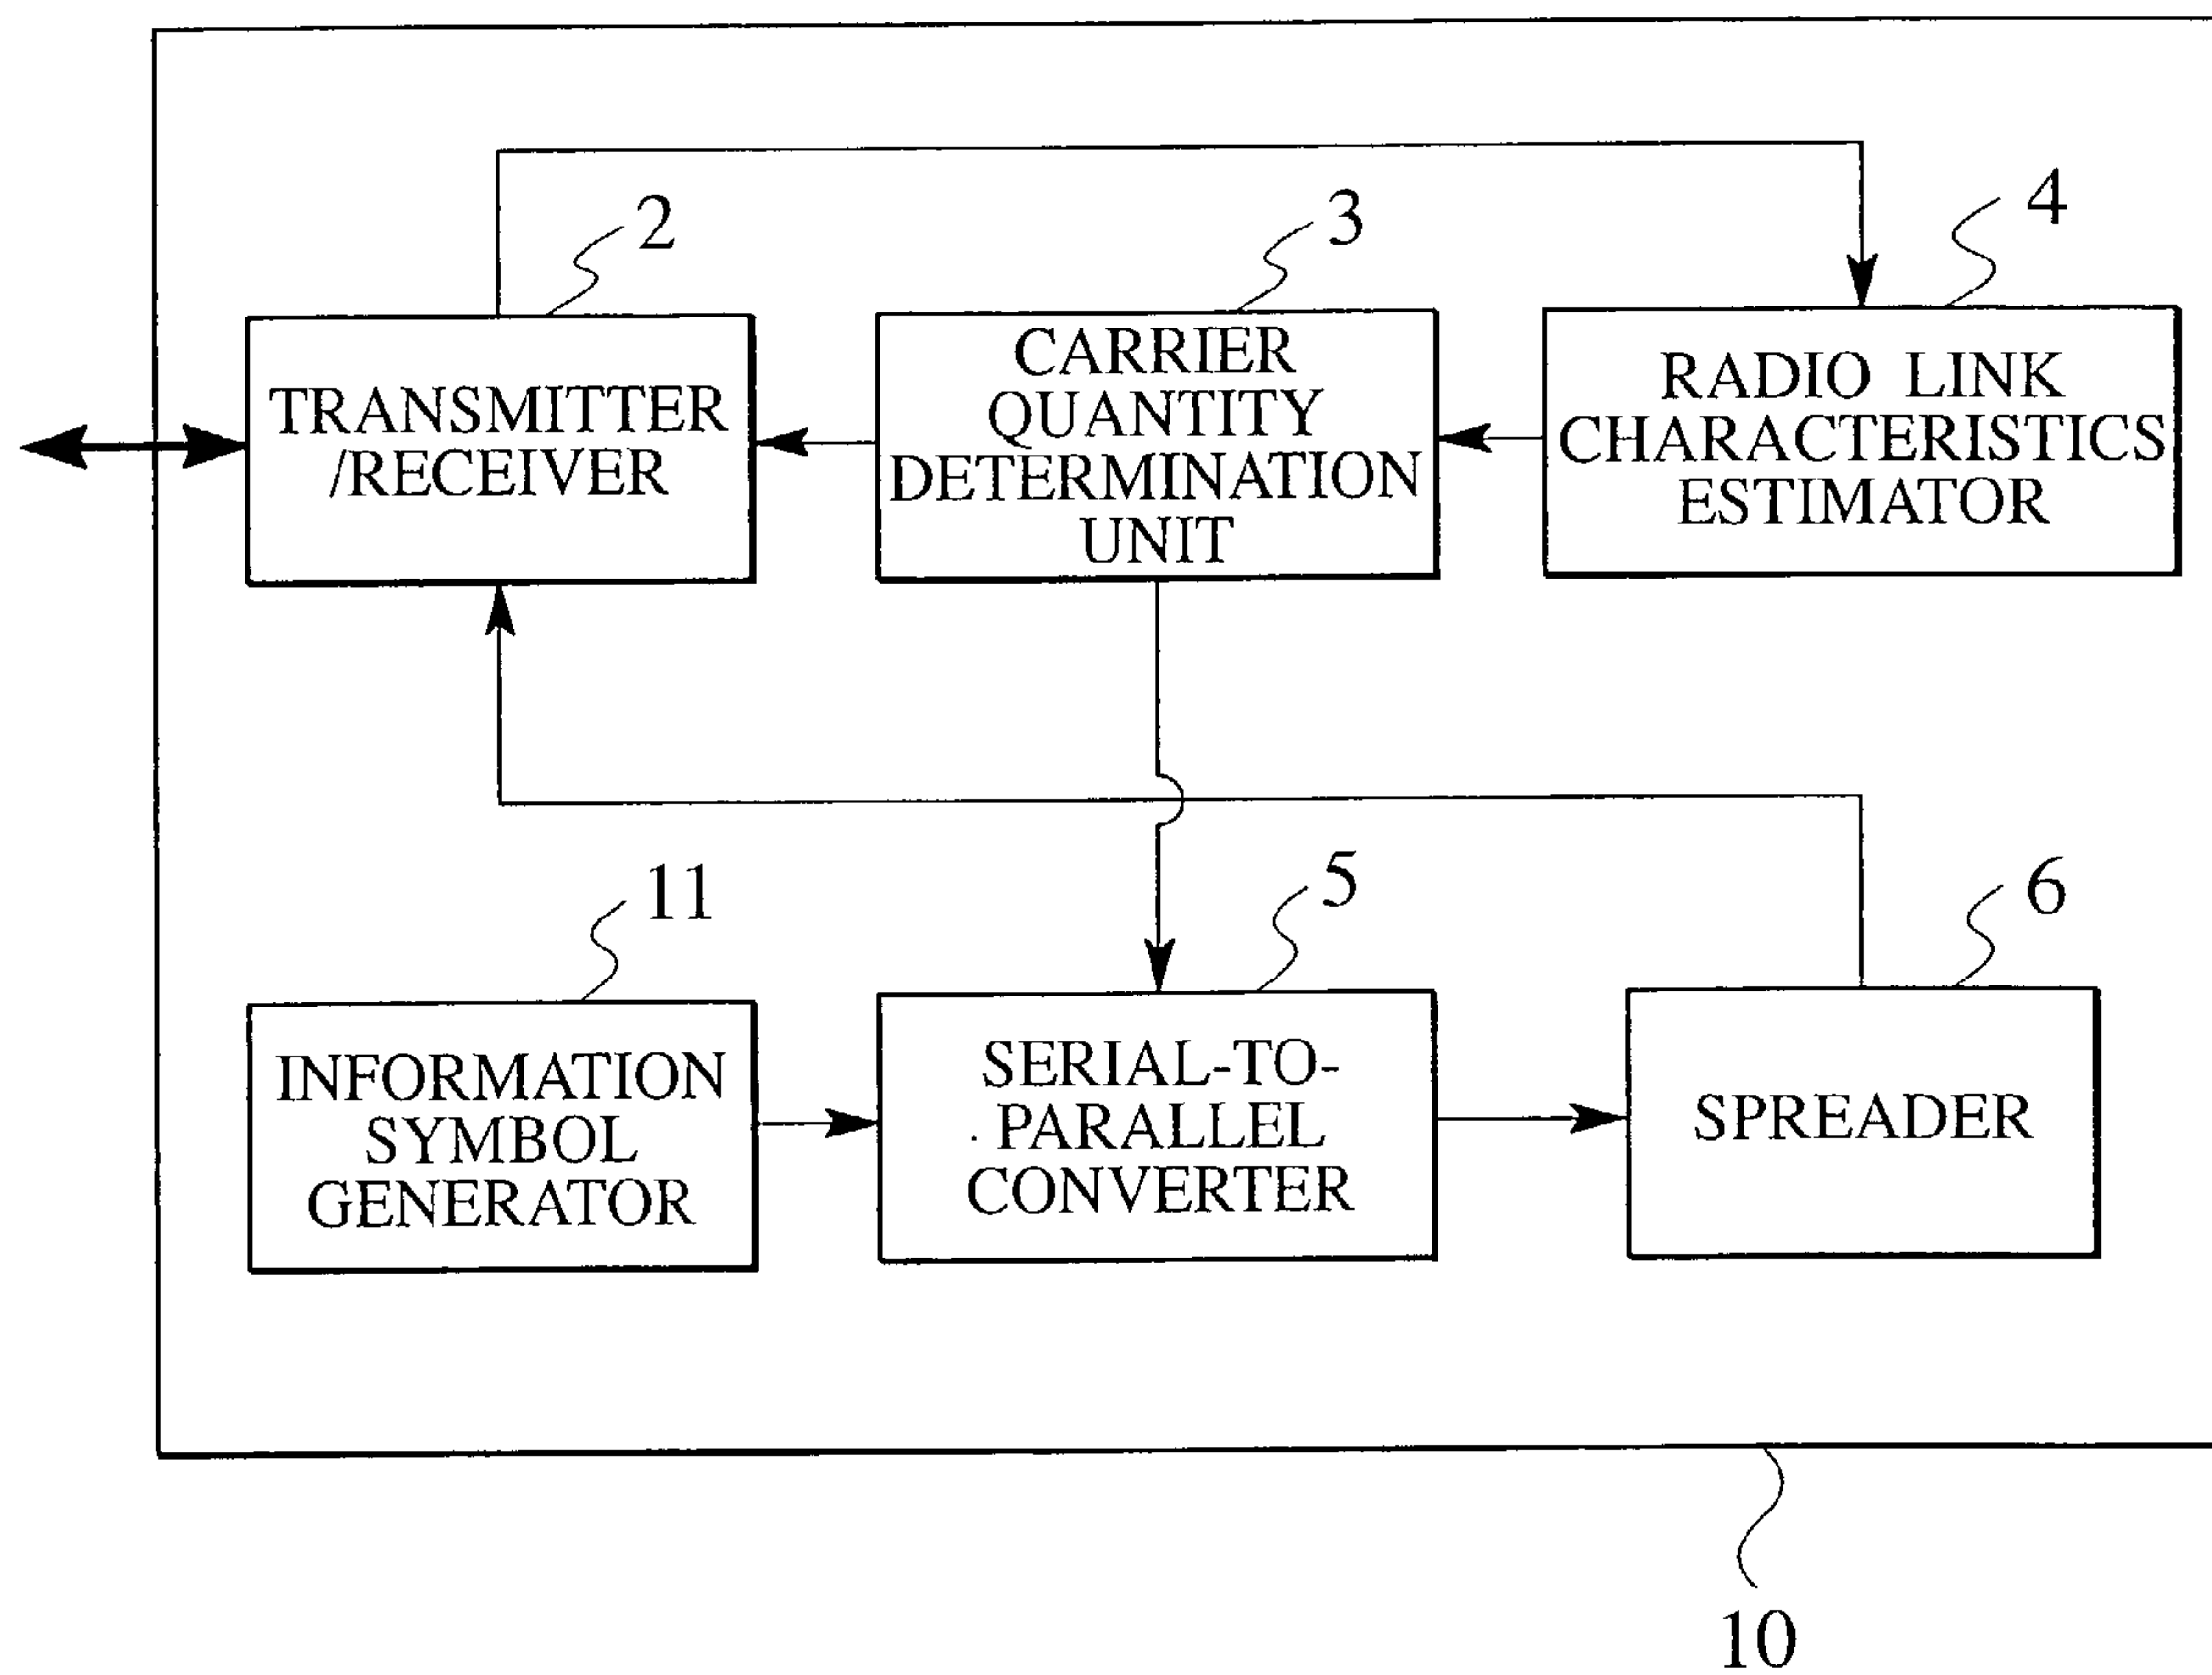 2
3
4
TRANSMITTER
/RECEIVER
CARRIER
QUANTITY
DETERMINATION
UNIT
RADIO LINK
CHARACTERISTICS
ESTIMATOR
11
5
6
INFORMATION
SYMBOL
GENERATOR
SERIAL-TO-
PARALLEL
CONVERTER
SPREADER
10